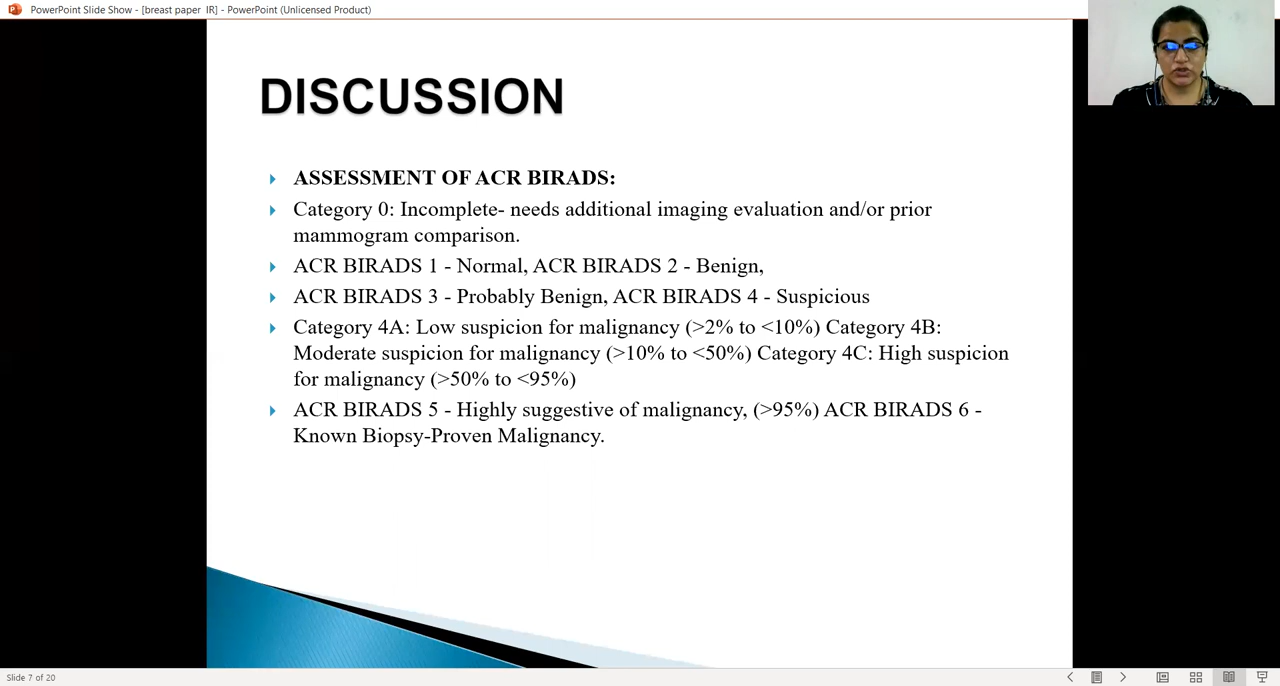 PowerPoint Slide Show - [breast paper  IR] - PowerPoint (Unlicensed Product)
DISCUSSION
ASSESSMENT OF ACR BIRADS:
Category 0: Incomplete- needs additional imaging evaluation and/or prior
mammogram comparison.
ACR BIRADS 1 - Normal, ACR BIRADS 2 - Benign,
ACR BIRADS 3 - Probably Benign, ACR BIRADS 4 - Suspicious
Category 4A: Low suspicion for malignancy (>2% to <10%) Category 4B:
Moderate suspicion for malignancy (>10% to <50%) Category 4C: High suspicion
for malignancy (>50% to <95%)
ACR BIRADS 5 - Highly suggestive of malignancy, (>95%) ACR BIRADS 6 -
Known Biopsy-Proven Malignancy.
Slide 7 of 20